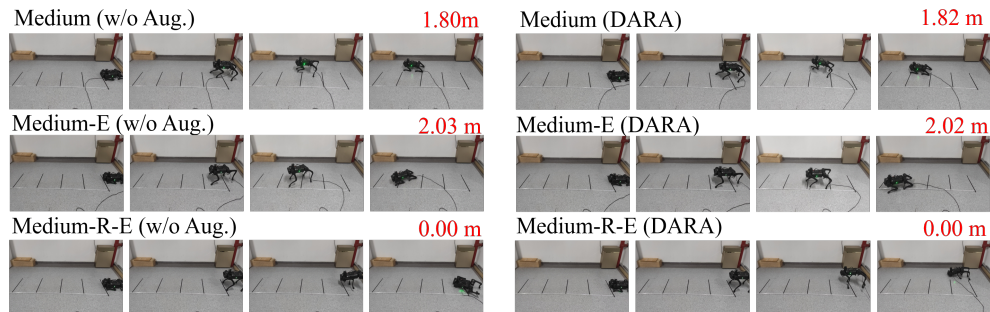 Medium (w/o Aug.) 1.80m
Medium (DARA) 1.82 m
Medium-E (w/o Aug.) 2.03 m
Medium-E (DARA) 2.02 m
Medium-R-E (w/o Aug.) 0.00 m
Medium-R-E (DARA) 0.00 m